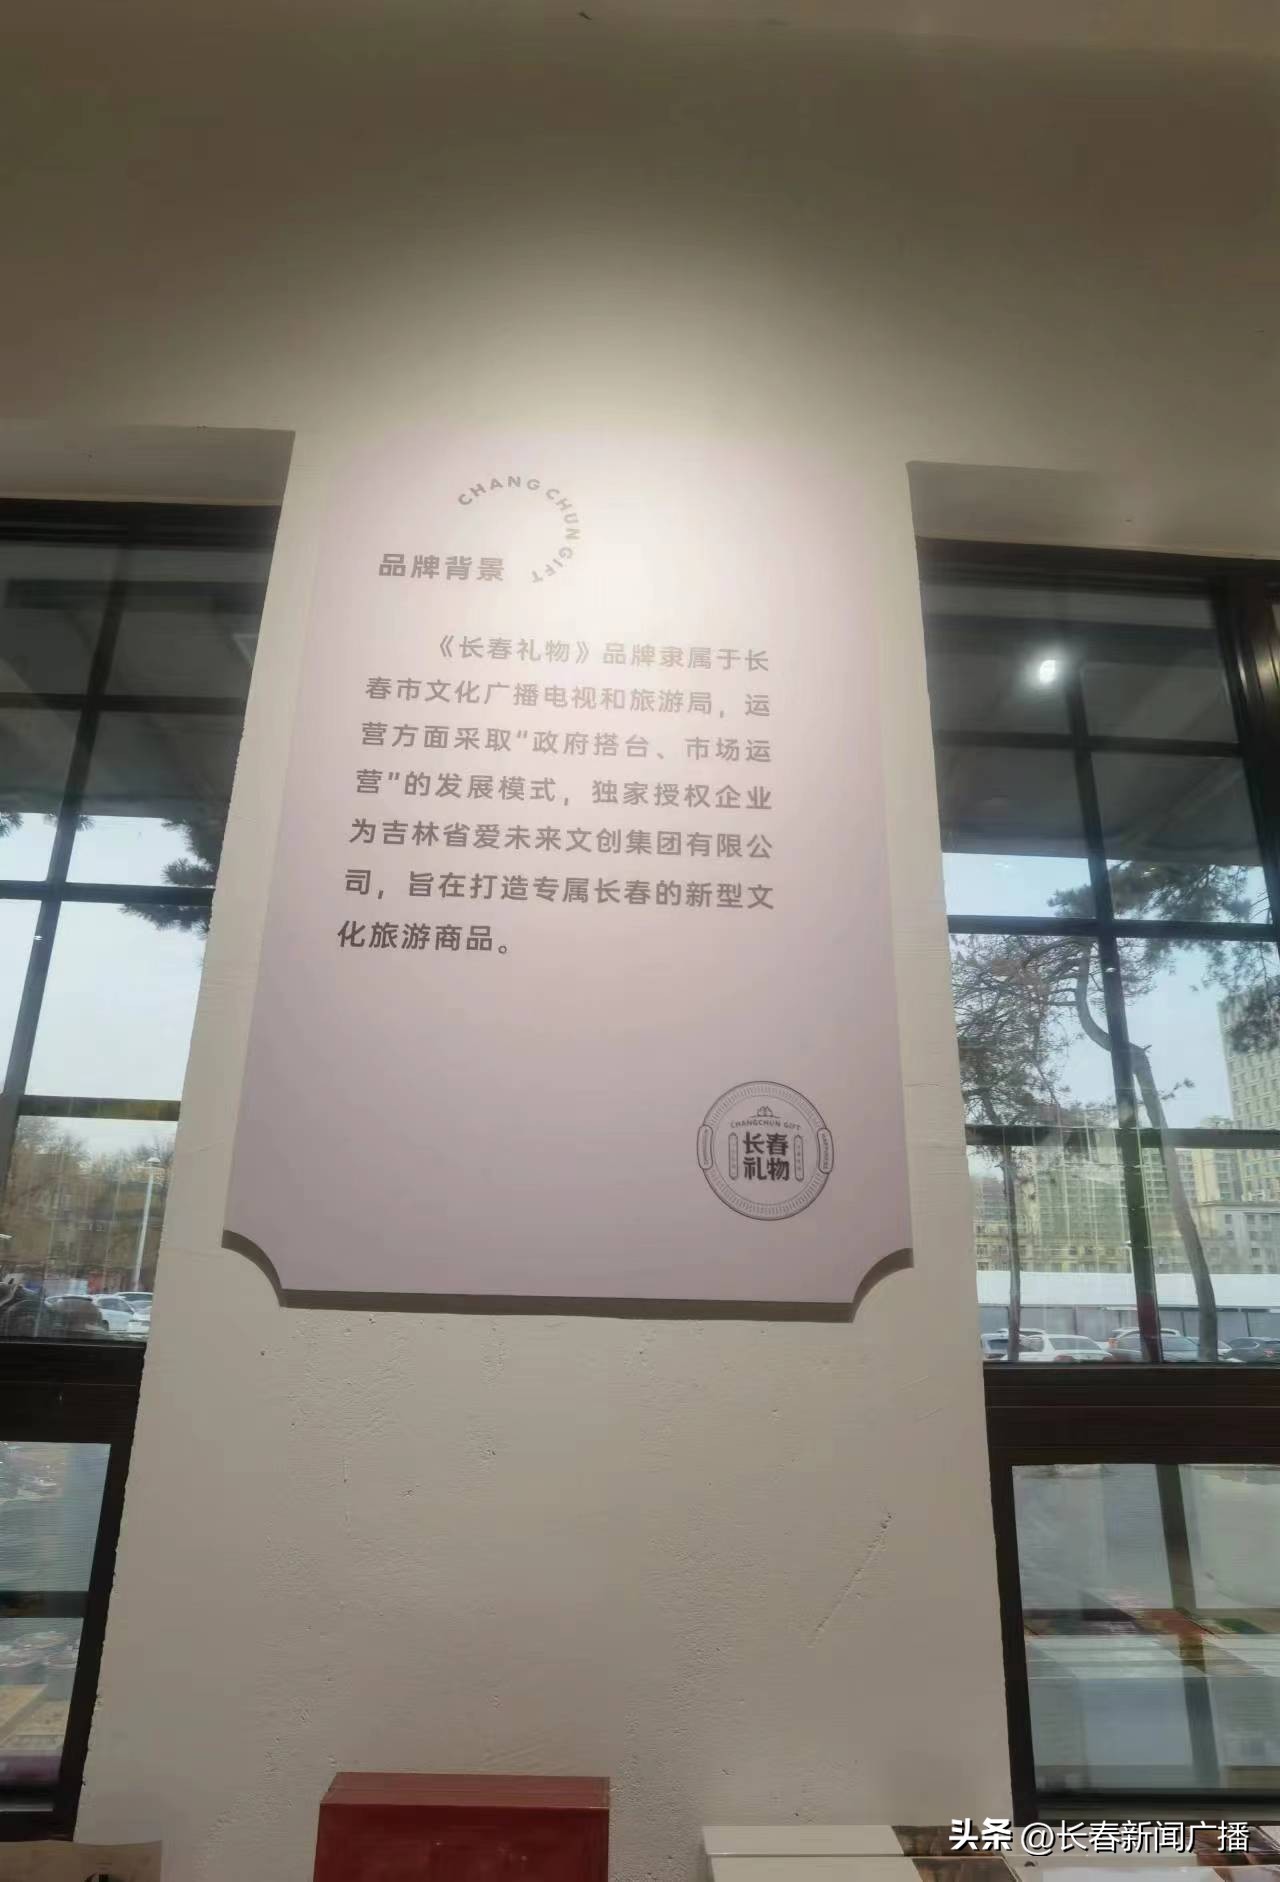 CHANG CHUN GIFT
品牌背景
《长春礼物》品牌隶属于长
春市文化广播电视和旅游局，运
营方面采取“政府搭台、市场运
营”的发展模式，独家授权企业
为吉林省爱未来文创集团有限公
司，旨在打造专属长春的新型文
化旅游商品。
CHANGCHUN GIFT
长春
礼物
头条 @长春新闻广播